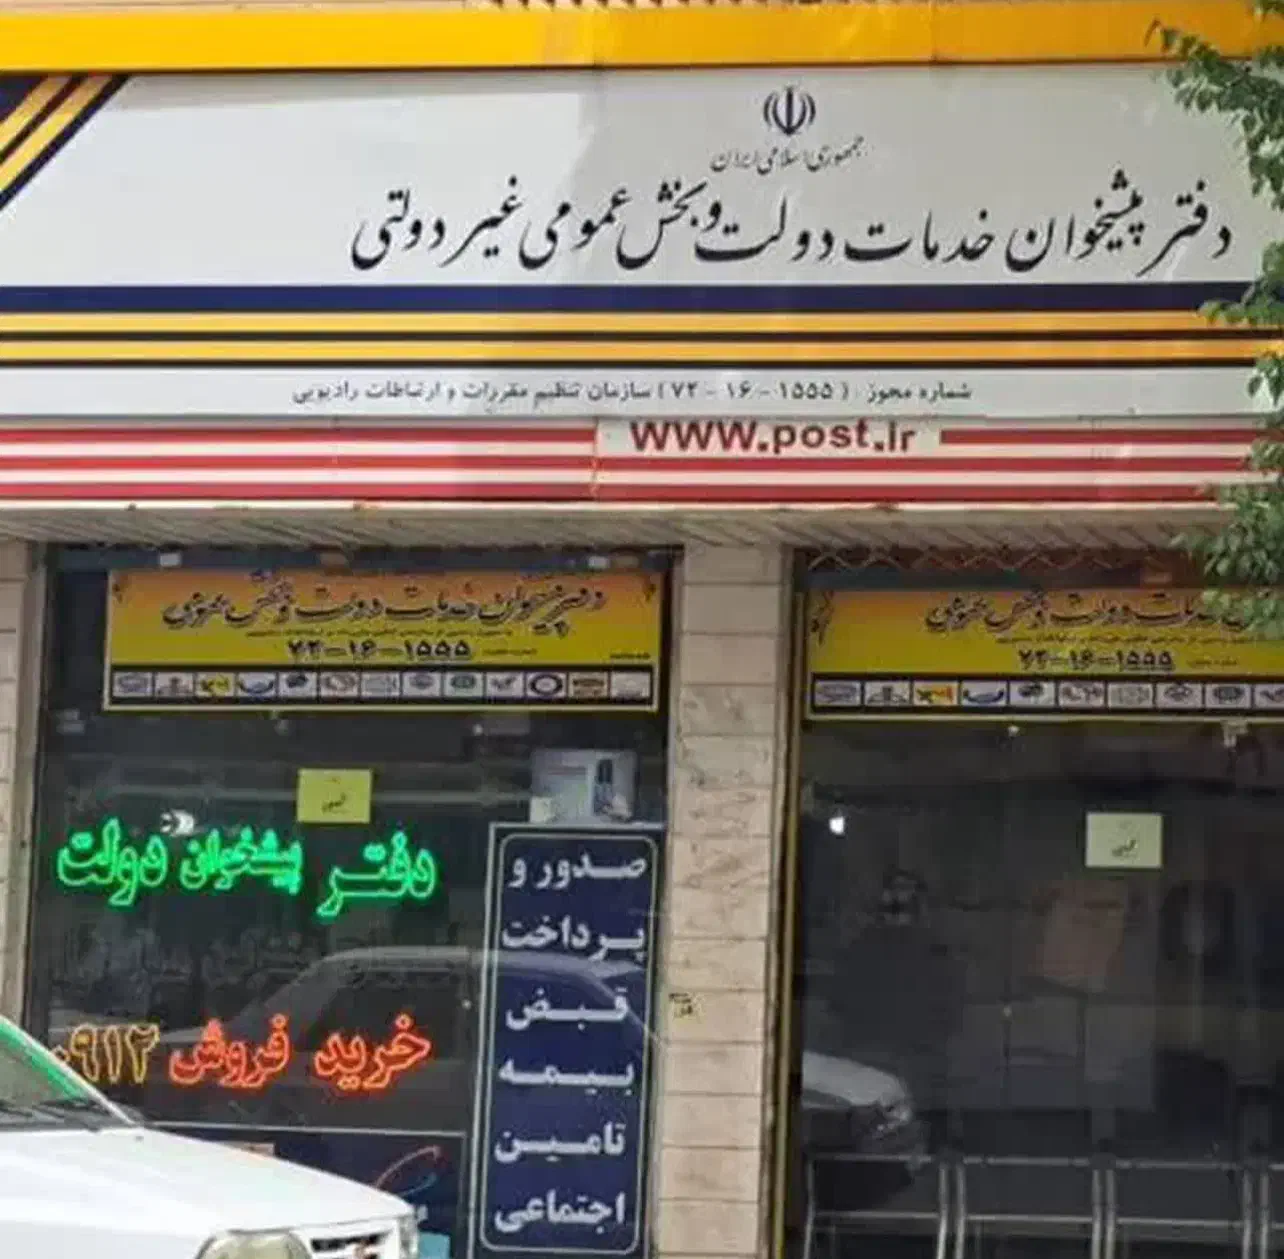 جمهوری اسلامی ایران
دفتر پیشخوان خدمات دولت و بخش عمومی غیر دولتی
شماره مجوز : ( ۱۵۵۵ - ۱۶ - ۷۲ ) سازمان تنظیم مقررات و ارتباطات رادیویی
www.post.ir
دفتر پیشخوان خدمات دولت و بخش عمومی
۷۲-۱۶-۱۵۵۵
خدمات دولت و بخش عمومی
۷۲-۱۶-۱۵۵۵
دفتر پیشخوان دولت
خرید فروش ۰۹۱۲
صدور و
پرداخت
قبض
بیمه
تامین
اجتماعی